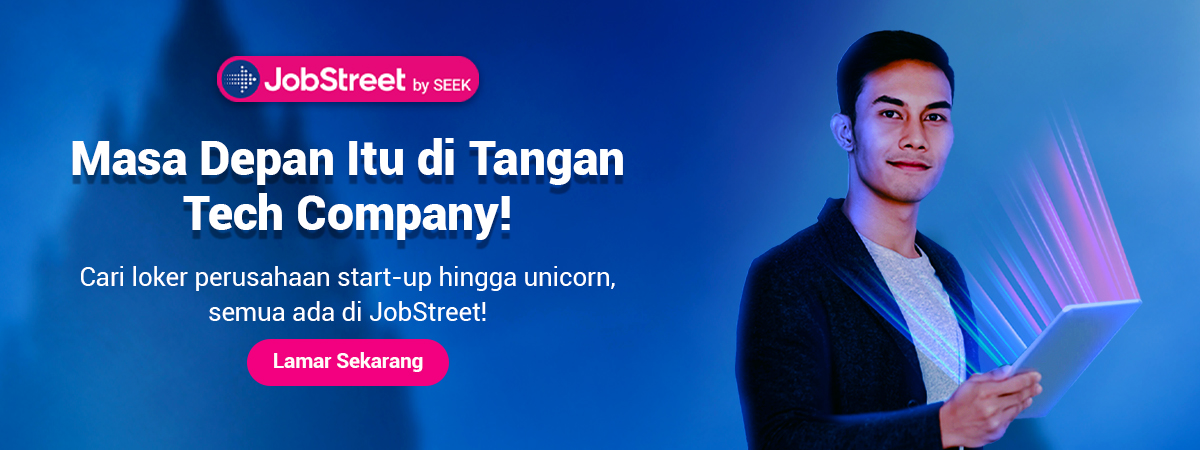 JobStreet by SEEK
Masa Depan Itu di Tangan
Tech Company!
Cari loker perusahaan start-up hingga unicorn,
semua ada di JobStreet!
Lamar Sekarang